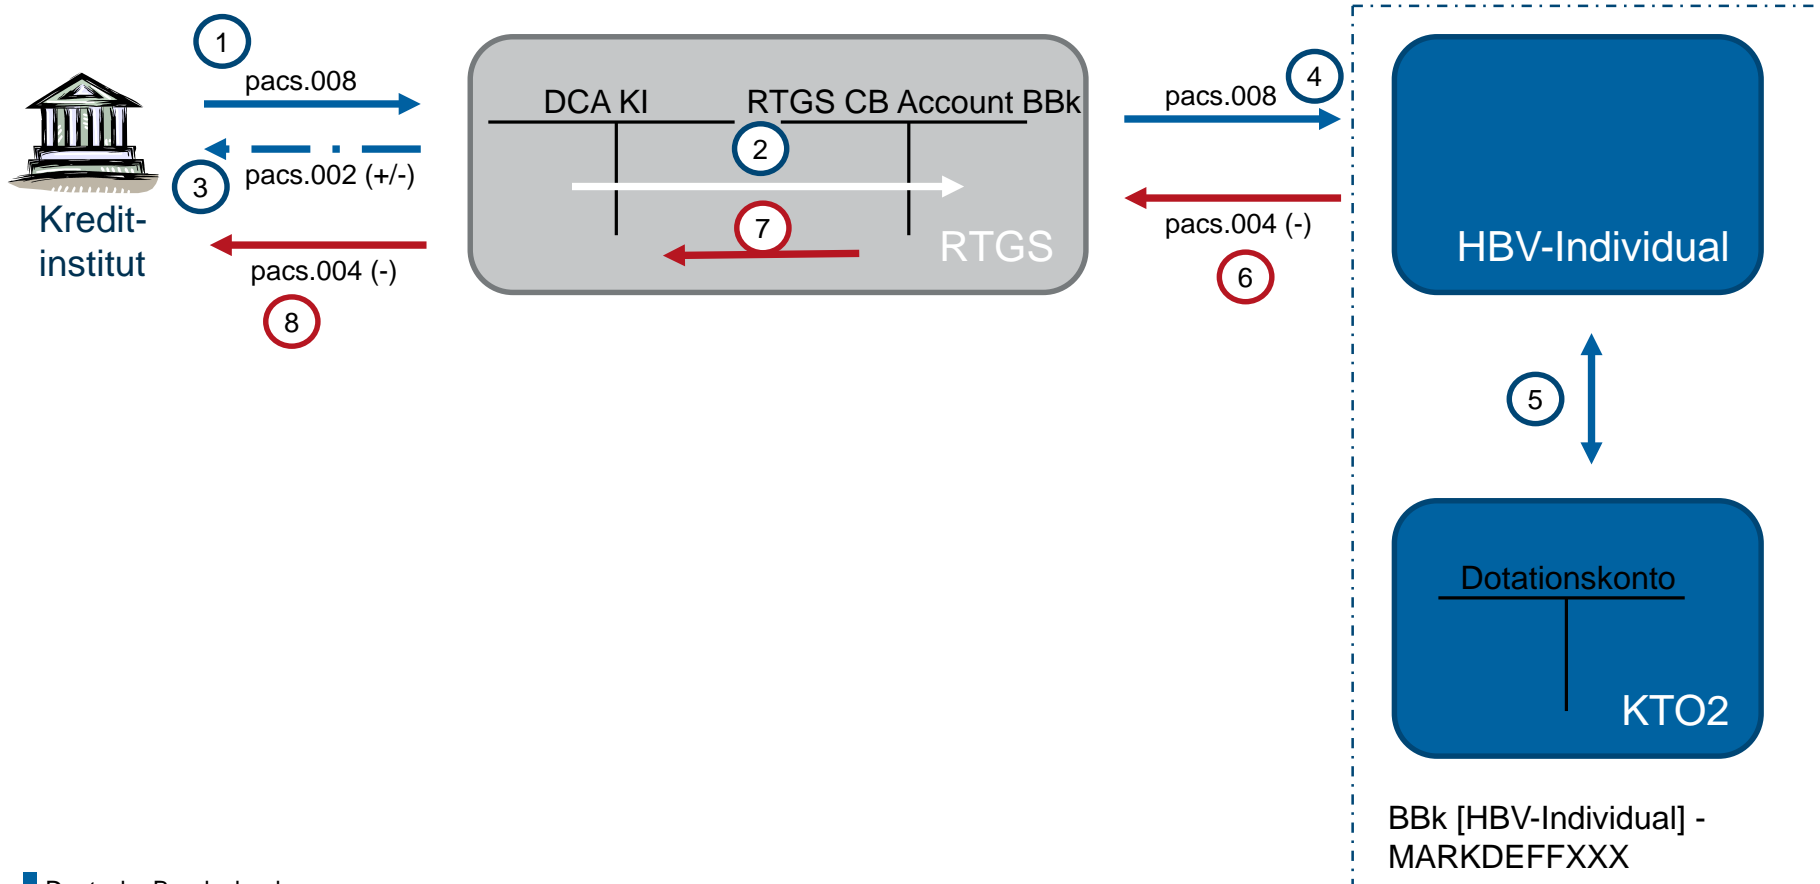 1
pacs.008
DCA KI
RTGS CB Account BBk
pacs.008
4
2
pacs.002 (+/-)
3
Kredit-
institut
7
RTGS
pacs.004 (-)
pacs.004 (-)
6
8
HBV-Individual
5
Dotationskonto
KTO2
BBk [HBV-Individual] -
MARKDEFFXXX